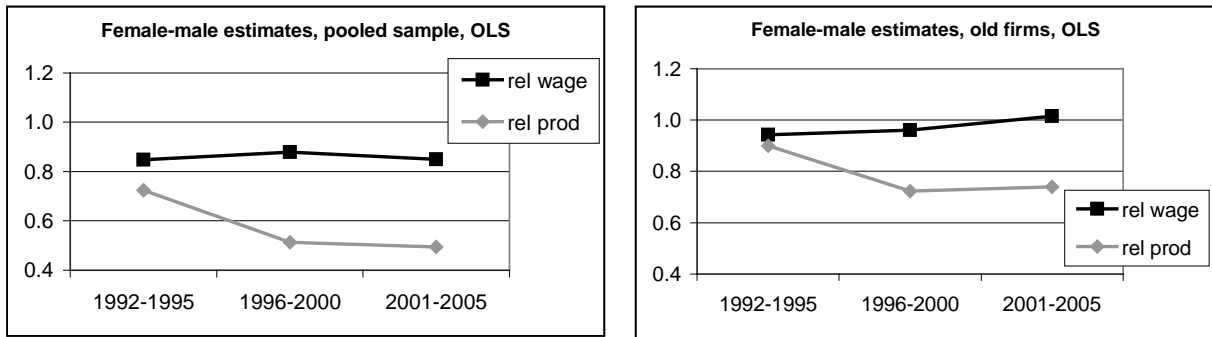 Female-male estimates, pooled sample, OLS
1.2
1.0
0.8
0.6
0.4
rel wage
rel prod
1992-1995 1996-2000 2001-2005
Female-male estimates, old firms, OLS
1.2
1.0
0.8
0.6
0.4
rel wage
rel prod
1992-1995 1996-2000 2001-2005